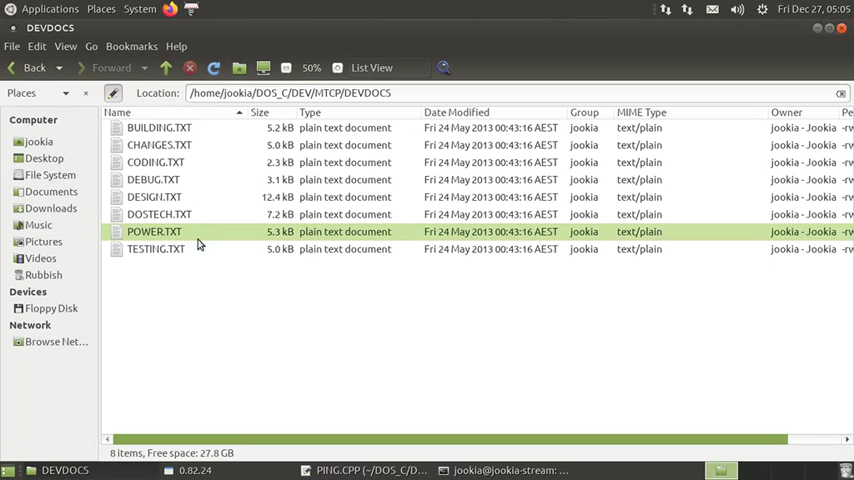 Applications Places System Fri Dec 27, 05:05
DEVDOCS
File Edit View Go Bookmarks Help
Back Forward 50% List View
Places Location: /home/jookia/DOS_C/DEV/MTCP/DEVDOCS
Name Size Type Date Modified Group MIME Type Owner Pe
Computer
jookia
Desktop
File System
Documents
Downloads
Music
Pictures
Videos
Rubbish
Devices
Floppy Disk
Network
Browse Net...
BUILDING.TXT 5.2 kB plain text document Fri 24 May 2013 00:43:16 AEST jookia text/plain jookia - Jookia -rw
CHANGES.TXT 5.0 kB plain text document Fri 24 May 2013 00:43:16 AEST jookia text/plain jookia - Jookia -rw
CODING.TXT 2.3 kB plain text document Fri 24 May 2013 00:43:16 AEST jookia text/plain jookia - Jookia -rw
DEBUG.TXT 3.1 kB plain text document Fri 24 May 2013 00:43:16 AEST jookia text/plain jookia - Jookia -rw
DESIGN.TXT 12.4 kB plain text document Fri 24 May 2013 00:43:16 AEST jookia text/plain jookia - Jookia -rw
DOSTECH.TXT 7.2 kB plain text document Fri 24 May 2013 00:43:16 AEST jookia text/plain jookia - Jookia -rw
POWER.TXT 5.3 kB plain text document Fri 24 May 2013 00:43:16 AEST jookia text/plain jookia - Jookia -rw
TESTING.TXT 5.0 kB plain text document Fri 24 May 2013 00:43:16 AEST jookia text/plain jookia - Jookia -rw
8 items, Free space: 27.8 GB
DEVDOCS 0.82.24 PING.CPP (~/DOS_C/D... jookia@jookia-stream: ...